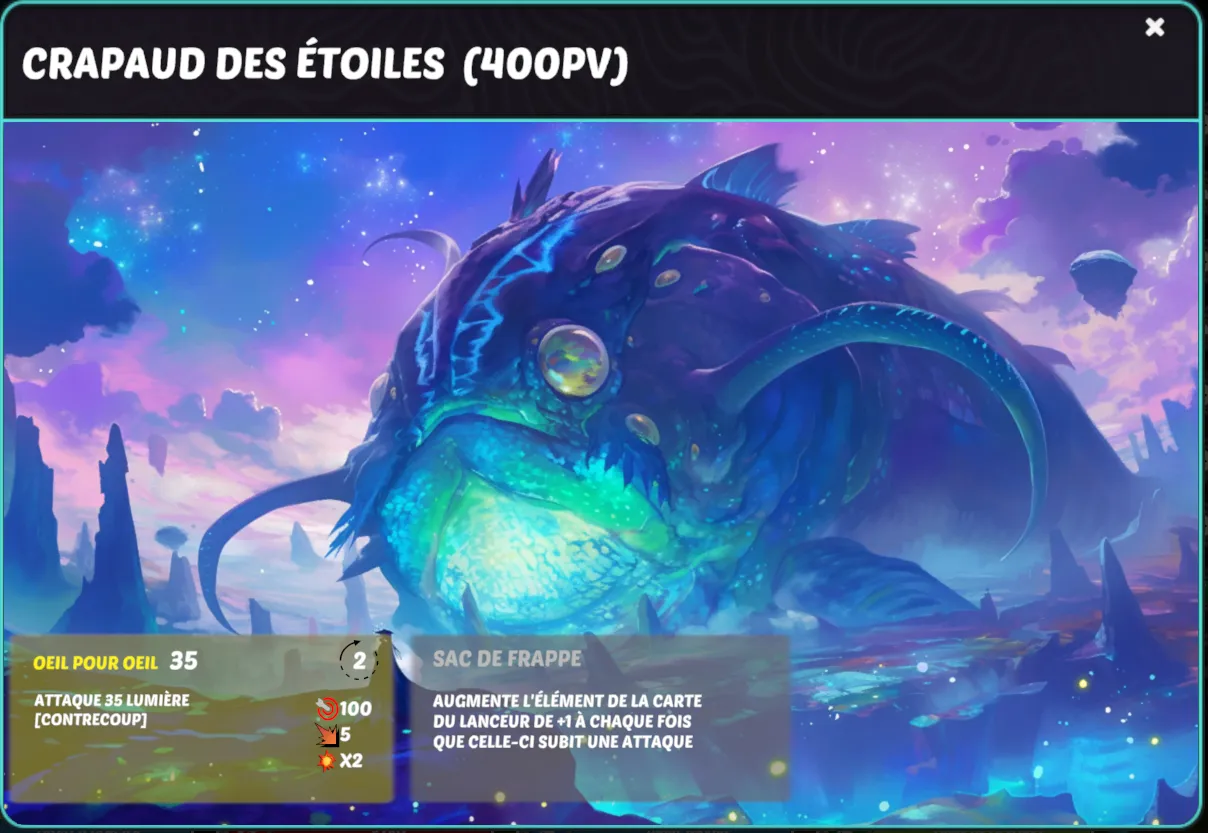 CRAPAUD DES ÉTOILES (400PV)
OEIL POUR OEIL 35
2
ATTAQUE 35 LUMIÈRE
[CONTRECOUP]
100
5
X2
SAC DE FRAPPE
AUGMENTE L'ÉLÉMENT DE LA CARTE
DU LANCEUR DE +1 À CHAQUE FOIS
QUE CELLE-CI SUBIT UNE ATTAQUE